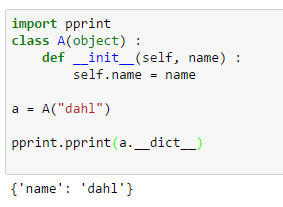 import pprint
class A(object) :
    def __init__(self, name) :
        self.name = name
a = A("dahl")
pprint.pprint(a.__dict__)
{'name': 'dahl'}